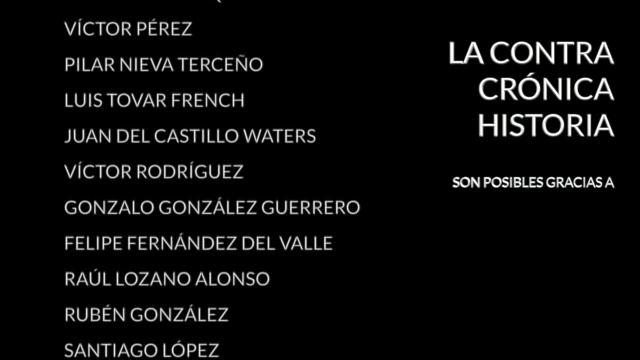 VÍCTOR PÉREZ
PILAR NIEVA TERCEÑO
LUIS TOVAR FRENCH
JUAN DEL CASTILLO WATERS
VÍCTOR RODRÍGUEZ
GONZALO GONZÁLEZ GUERRERO
FELIPE FERNÁNDEZ DEL VALLE
RAÚL LOZANO ALONSO
RUBÉN GONZÁLEZ
SANTIAGO LÓPEZ
LA CONTRA
CRÓNICA
HISTORIA
SON POSIBLES GRACIAS A